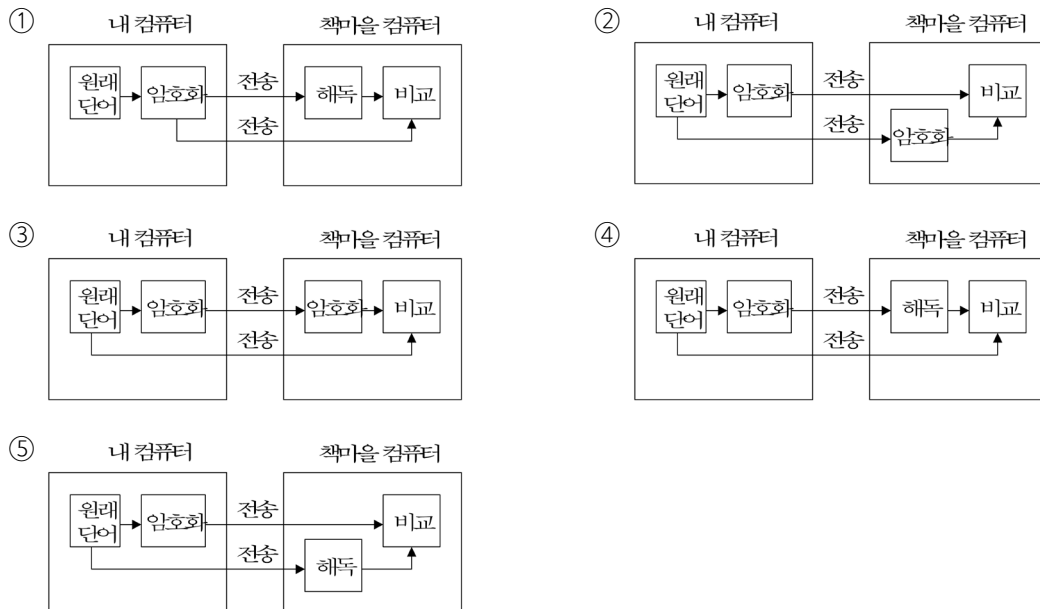 ①
내 컴퓨터 책마을 컴퓨터
원래
단어
암호화
전송
해독
비교
전송
②
내 컴퓨터 책마을 컴퓨터
원래
단어
암호화
전송
비교
전송
암호화
③
내 컴퓨터 책마을 컴퓨터
원래
단어
암호화
전송
암호화
비교
전송
④
내 컴퓨터 책마을 컴퓨터
원래
단어
암호화
전송
해독
비교
전송
⑤
내 컴퓨터 책마을 컴퓨터
원래
단어
암호화
전송
비교
전송
해독